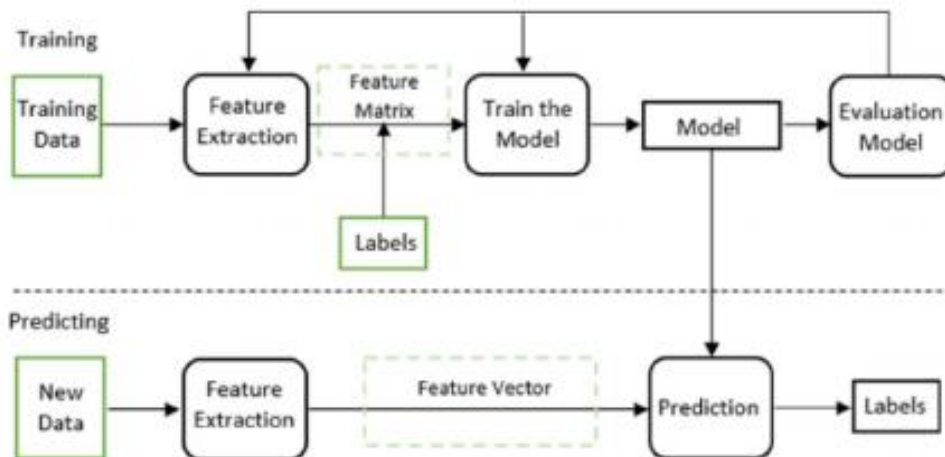 Training
Training
Data
Feature
Extraction
Feature
Matrix
Train the
Model
Model
Evaluation
Model
Labels
Predicting
New
Data
Feature
Extraction
Feature Vector
Prediction
Labels